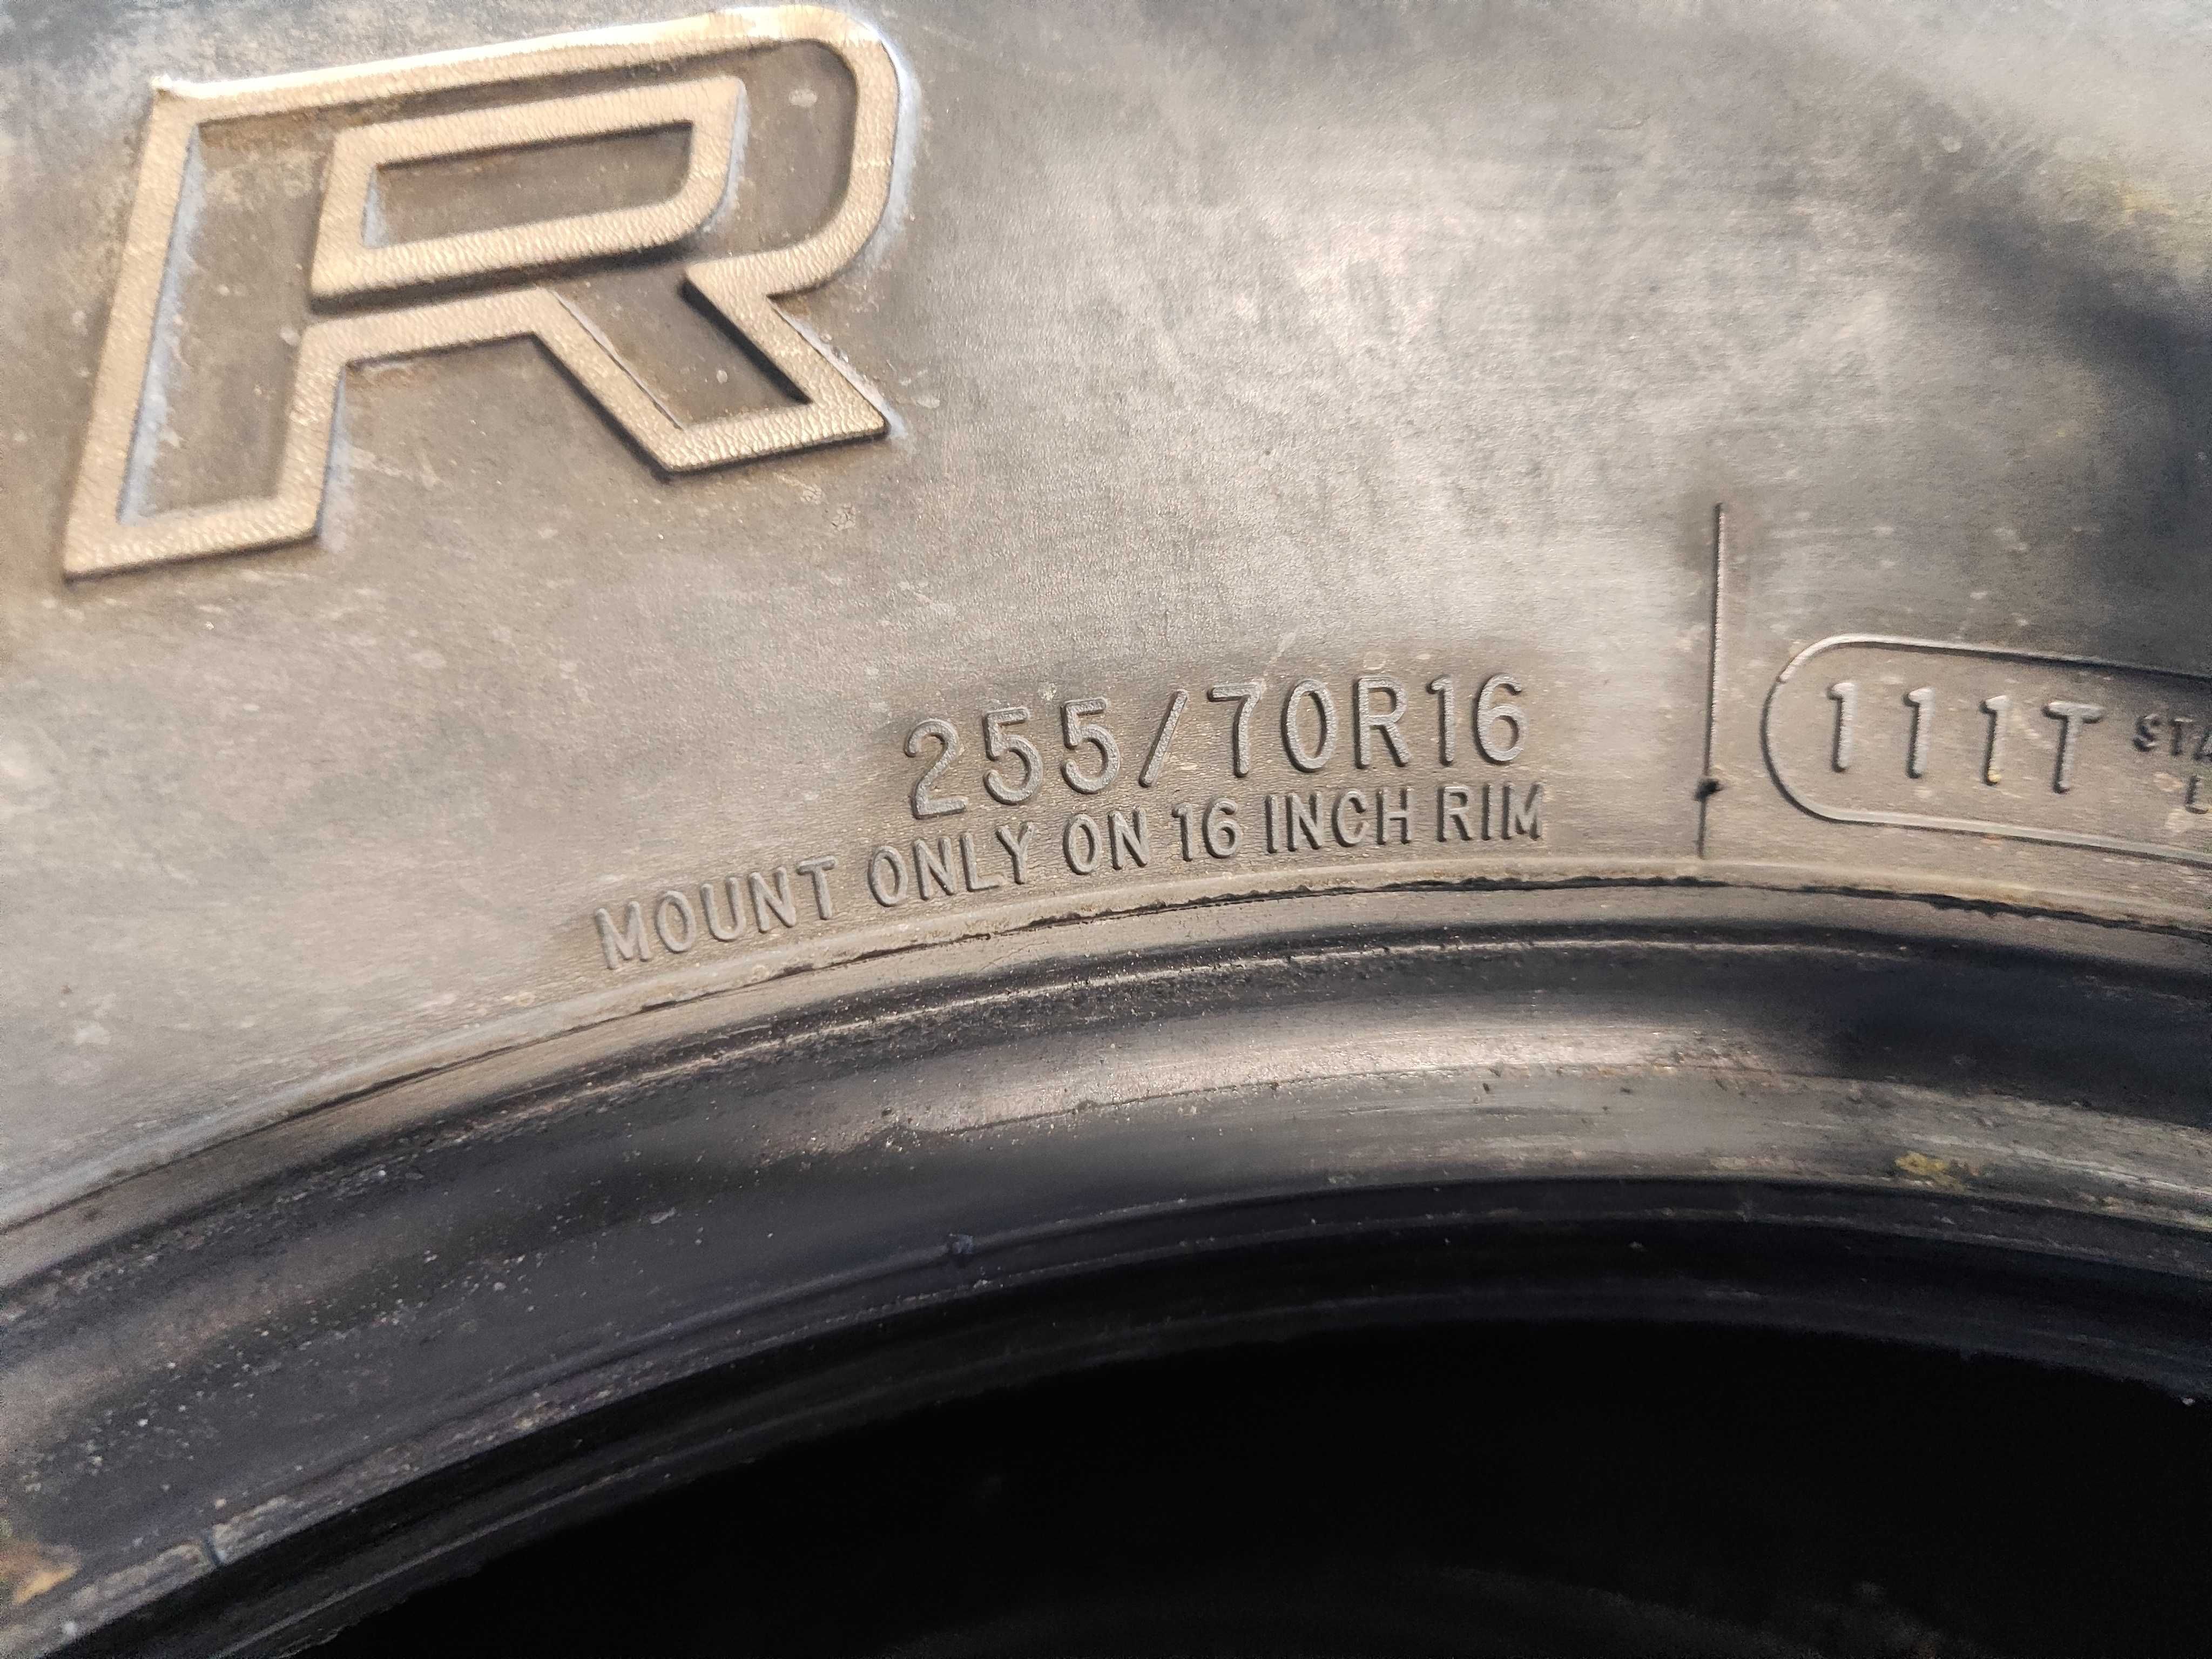 R
255/70R16
MOUNT ONLY ON 16 INCH RIM
111T